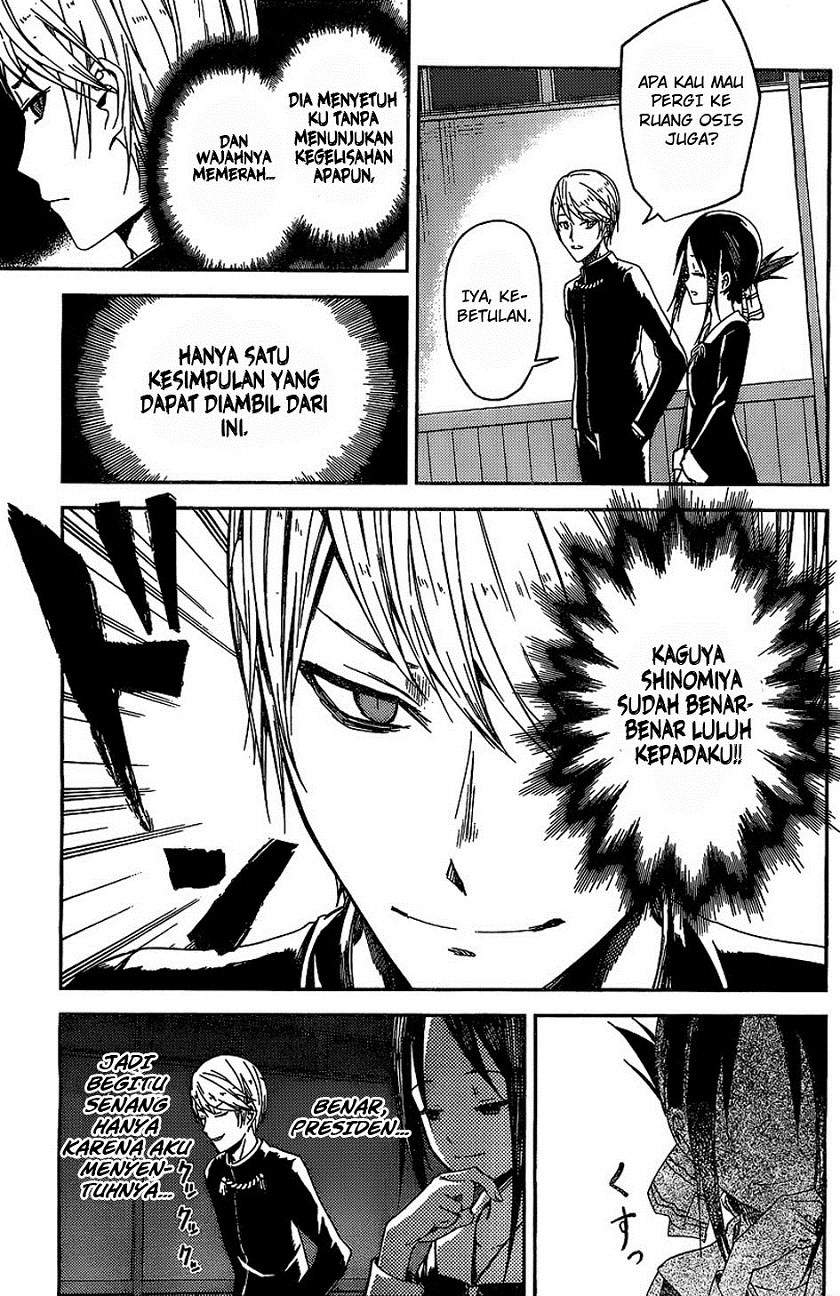 APA KAU MAU
PERGI KE
RUANG OSIS
JUGA?
IYA, KE-
BETULAN.
DIA MENYETUH
KU TANPA
MENUNJUKAN
KEGELISAHAN
APAPUN,
DAN
WAJAHNYA
MEMERAH...
HANYA SATU
KESIMPULAN YANG
DAPAT DIAMBIL DARI
INI.
KAGUYA
SHINOMIYA
SUDAH BENAR-
BENAR LULUH
KEPADAKU!!
くすっ
BENAR,
PRESIDEN...
JADI
BEGITU
SENANG
HANYA
KARENA AKU
MENYEN-
TUHNYA...
クックックッ